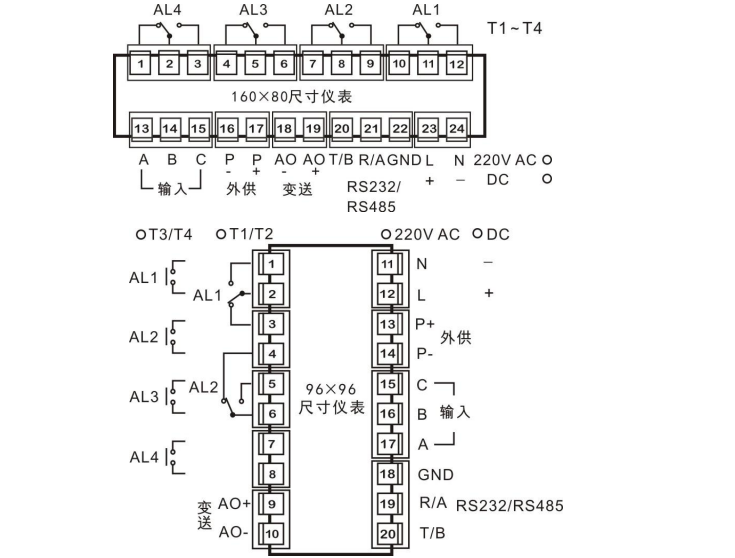 AL4 AL3 AL2 AL1
T1~T4
1 2 3 4 5 6 7 8 9 10 11 12
160×80尺寸仪表
13 14 15 16 17 18 19 20 21 22 23 24
A B C P P AO AO T/B R/A GND L N 220V AC
- + - + + - DC
输入 外供 变送 RS232/
RS485
T3/T4 T1/T2 220V AC DC
1 11 N -
AL1
AL1 2 12 L +
3 13 P+
AL2 外供
4 14 P-
AL2 5 96×96 15 C
AL3 尺寸仪表
6 16 B 输入
7 17 A
AL4
8 18 GND
变送 AO+ 9 19 R/A RS232/RS485
AO- 10 20 T/B